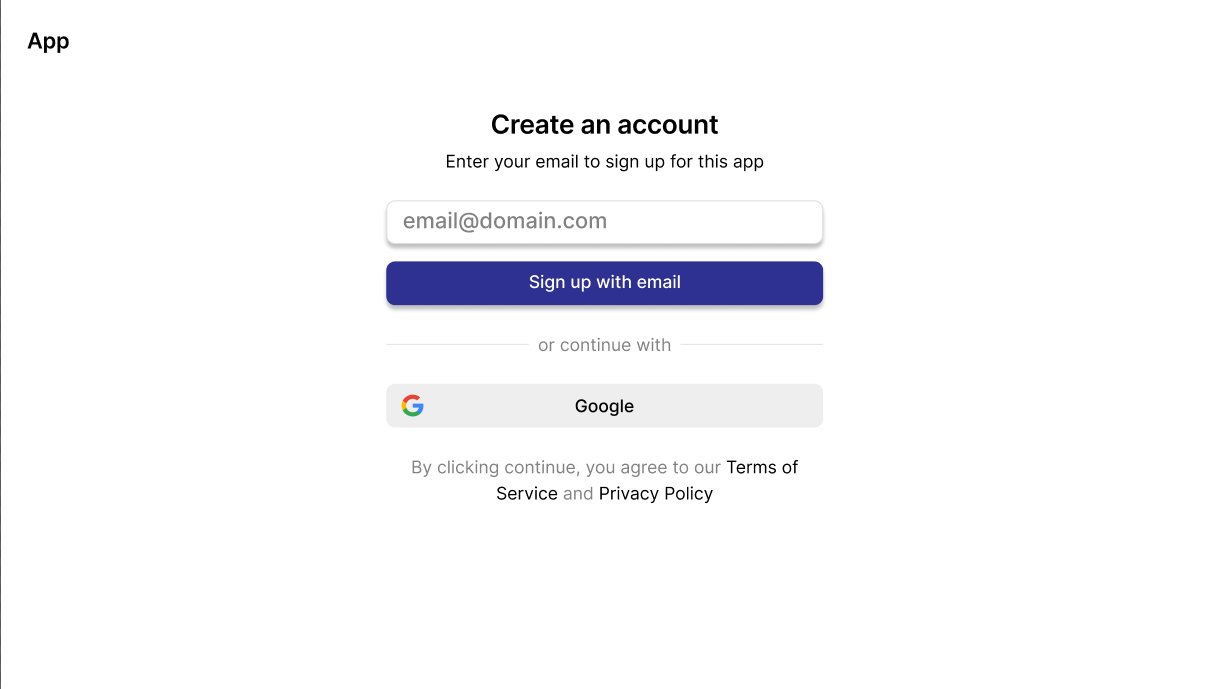 App
Create an account
Enter your email to sign up for this app
email@domain.com
Sign up with email
or continue with
Google
By clicking continue, you agree to our Terms of
Service and Privacy Policy